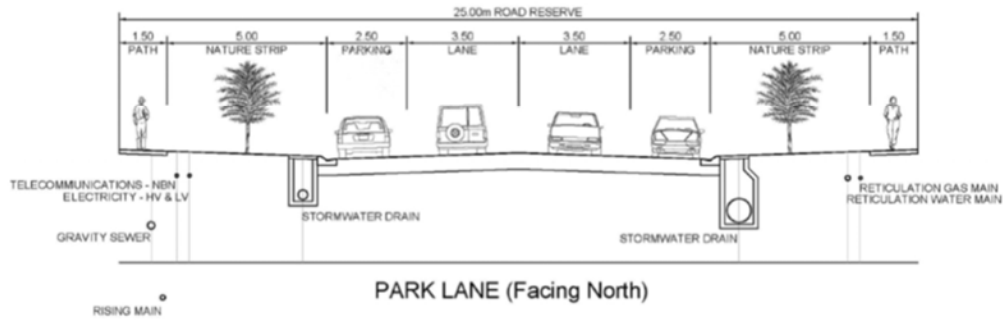 25.00m ROAD RESERVE
1.50 5.00 2.50 3.50 3.50 2.50 5.00 1.50
PATH NATURE STRIP PARKING LANE LANE PARKING NATURE STRIP PATH
TELECOMMUNICATIONS - NBN
ELECTRICITY - HV & LV
GRAVITY SEWER
STORMWATER DRAIN
STORMWATER DRAIN
RETICULATION GAS MAIN
RETICULATION WATER MAIN
PARK LANE (Facing North)
RISING MAIN